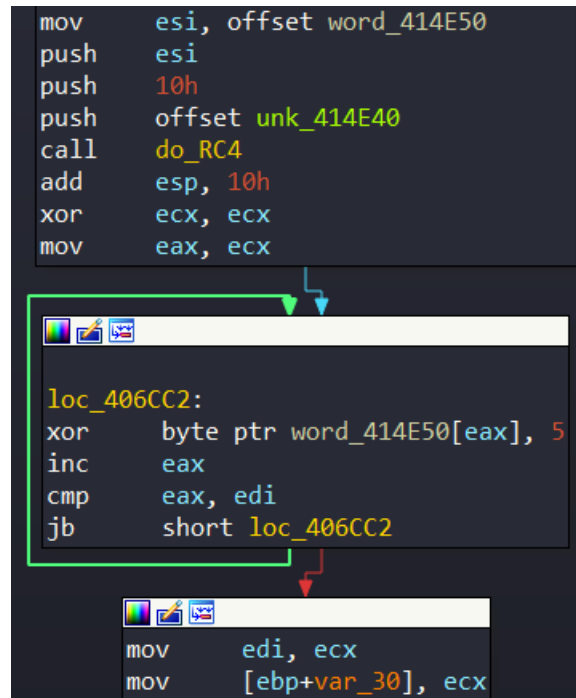 mov     esi, offset word_414E50
push    esi
push    10h
push    offset unk_414E40
call    do_RC4
add     esp, 10h
xor     ecx, ecx
mov     eax, ecx
loc_406CC2:
xor     byte ptr word_414E50[eax], 5
inc     eax
cmp     eax, edi
jb      short loc_406CC2
mov     edi, ecx
mov     [ebp+var_30], ecx